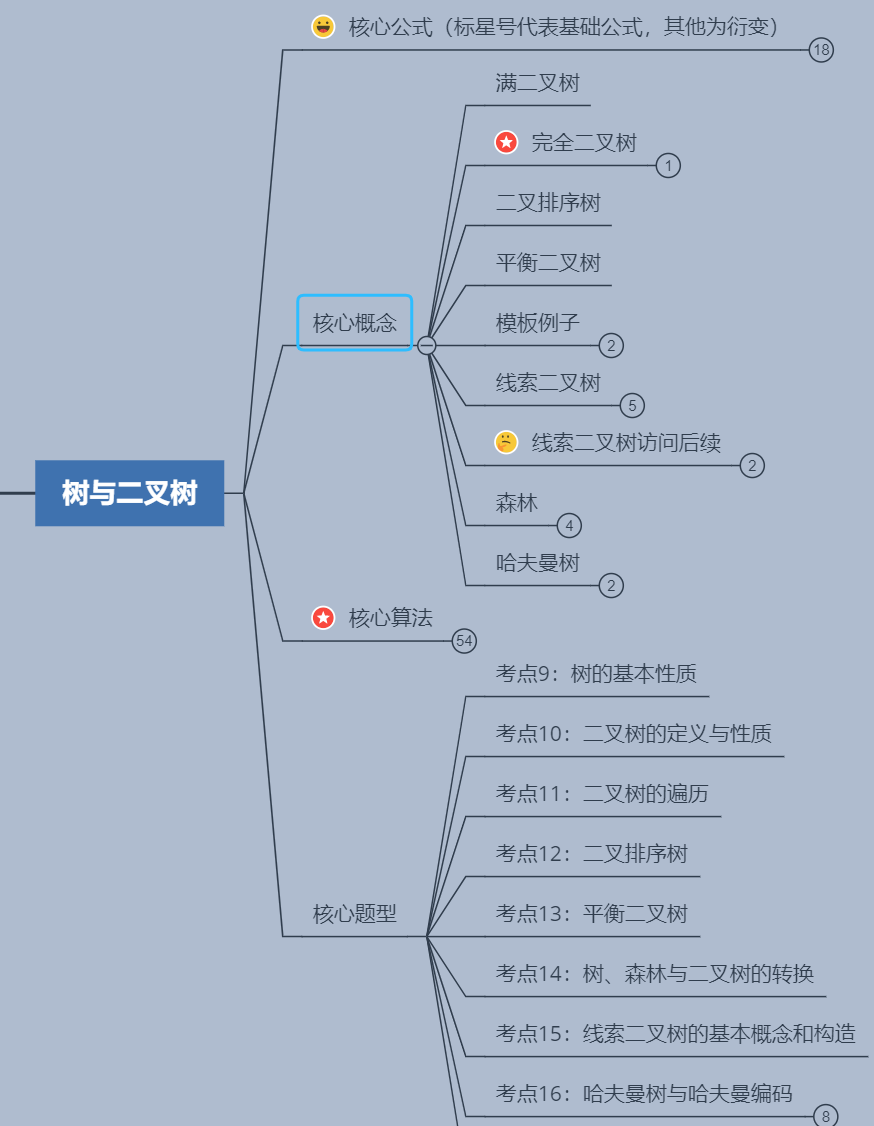 核心公式（标星号代表基础公式，其他为衍变）
18
满二叉树
完全二叉树
1
二叉排序树
平衡二叉树
核心概念
模板例子
2
线索二叉树
5
线索二叉树访问后续
2
树与二叉树
森林
4
哈夫曼树
2
核心算法
54
考点9：树的基本性质
考点10：二叉树的定义与性质
考点11：二叉树的遍历
考点12：二叉排序树
核心题型
考点13：平衡二叉树
考点14：树、森林与二叉树的转换
考点15：线索二叉树的基本概念和构造
考点16：哈夫曼树与哈夫曼编码
8